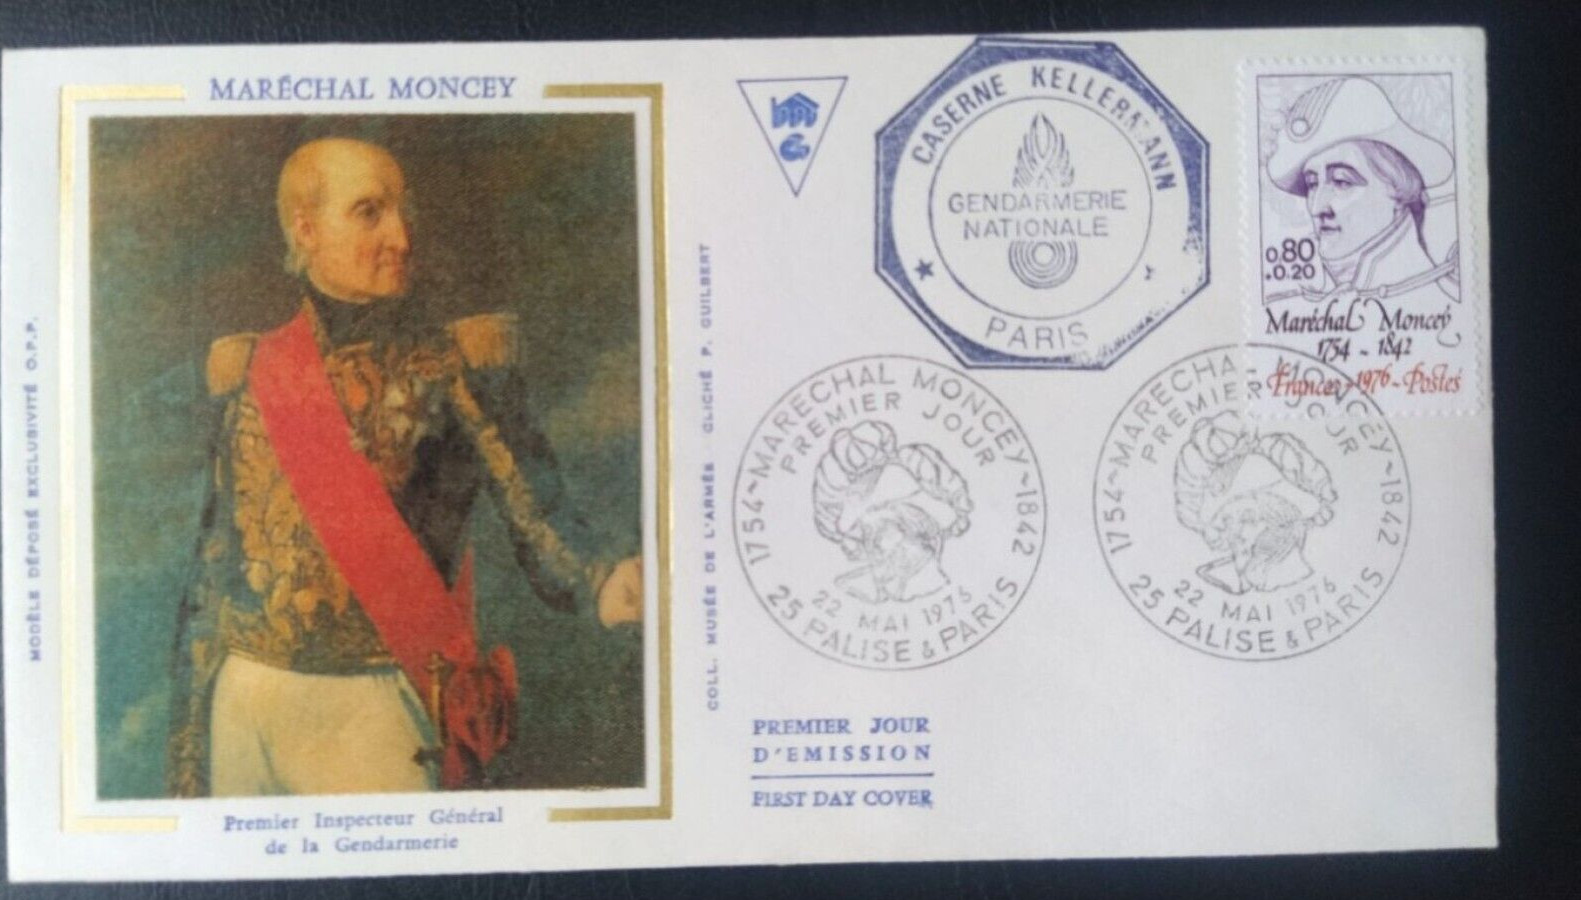 MARÉCHAL MONCEY
Premier Inspecteur Général
de la Gendarmerie
MODÈLE DÉPOSÉ EXCLUSIVITÉ O.P.P.
COLL. MUSÉE DE L'ARMÉE CLICHÉ P. GUILBERT
CASERNE KELLERMANN
GENDARMERIE
NATIONALE
PARIS
0,80
+0,20
Maréchal Moncey
1754 ~ 1842
France ~ 1976 ~ Postes
1754 ~ MARECHAL MONCEY ~ 1842
PREMIER JOUR
22 MAI 1976
25 PALISE & PARIS
1754 ~ MARECHAL MONCEY ~ 1842
PREMIER JOUR
22 MAI 1976
25 PALISE & PARIS
PREMIER JOUR
D'EMISSION
FIRST DAY COVER